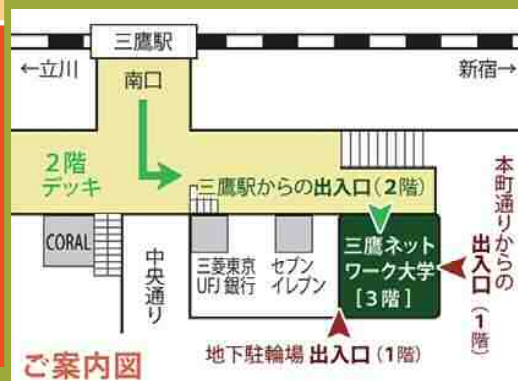 三鷹駅
←立川
新宿→
南口
2階
デッキ
三鷹駅からの出入口(2階)
CORAL
中央通り
三菱東京
UFJ 銀行
セブン
イレブン
三鷹ネット
ワーク大学
[3階]
本町通りからの
出入口(1階)
地下駐輪場 出入口(1階)
ご案内図